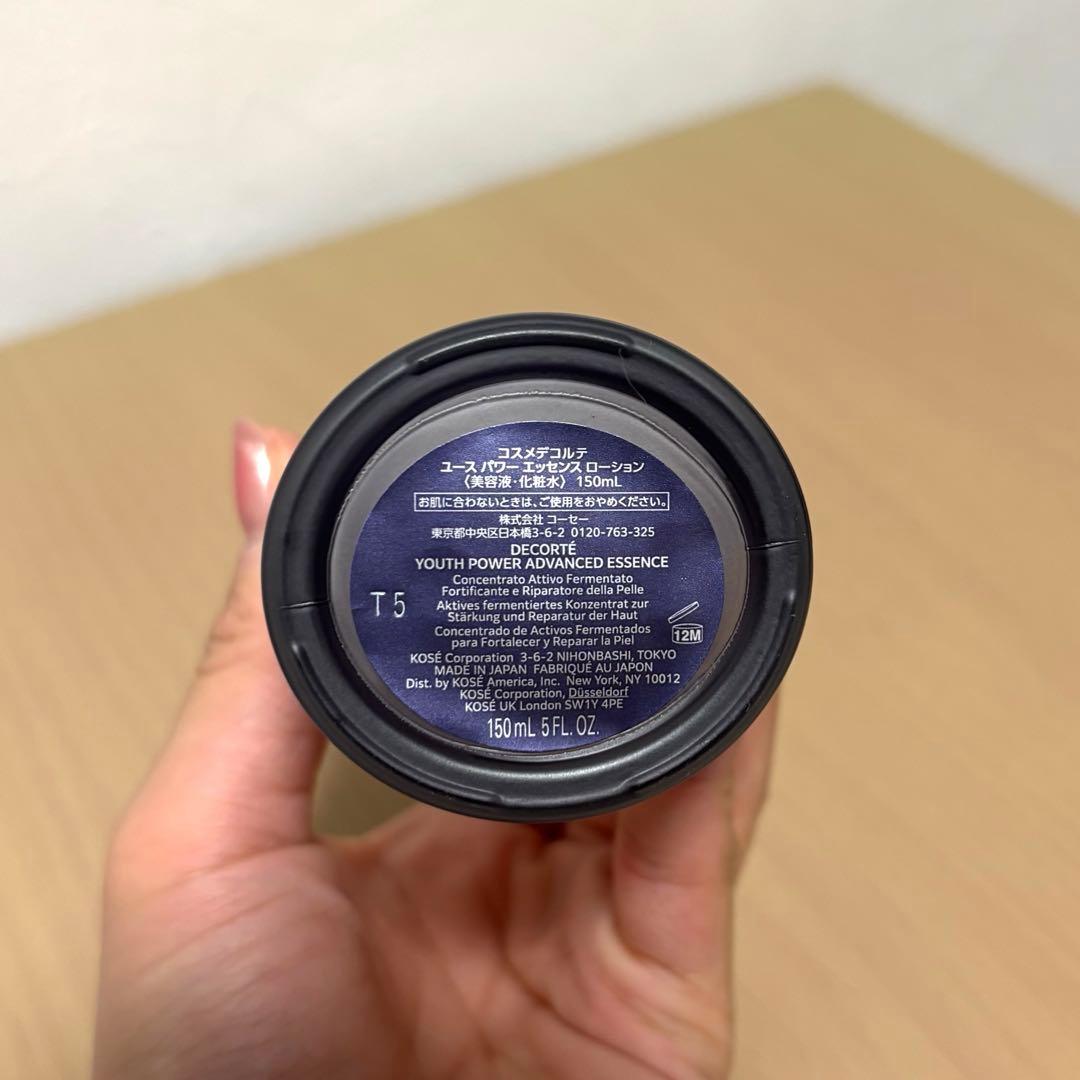 コスメデコルテ
ユース パワー エッセンス ローション
〈美容液・化粧水〉 150mL
お肌に合わないときは、ご使用をおやめください。
株式会社 コーセー
東京都中央区日本橋3-6-2 0120-763-325
DECORTÉ
YOUTH POWER ADVANCED ESSENCE
Concentrato Attivo Fermentato
Fortificante e Riparatore della Pelle
Aktives fermentiertes Konzentrat zur
Stärkung und Reparatur der Haut
Concentrado de Activos Fermentados
para Fortalecer y Reparar la Piel
T5
12M
KOSÉ Corporation 3-6-2 NIHONBASHI, TOKYO
MADE IN JAPAN FABRIQUÉ AU JAPON
Dist. by KOSÉ America, Inc. New York, NY 10012
KOSÉ Corporation, Düsseldorf
KOSÉ UK London SW1Y 4PE
150mL 5FL. OZ.